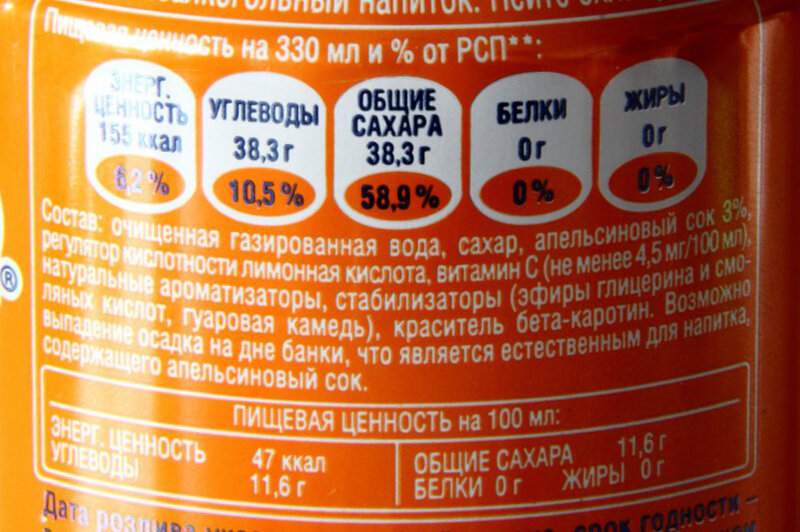 напиток.
Пищевая ценность на 330 мл и % от РСП**:
ЭНЕРГ. ЦЕННОСТЬ 155 ккал 6,2%
УГЛЕВОДЫ 38,3 г 10,5%
ОБЩИЕ САХАРА 38,3 г 58,9%
БЕЛКИ 0 г 0%
ЖИРЫ 0 г 0%
Состав: очищенная газированная вода, сахар, апельсиновый сок 3%,
регулятор кислотности лимонная кислота, витамин С (не менее 4,5 мг/100 мл),
натуральные ароматизаторы, стабилизаторы (эфиры глицерина и смо-
ляных кислот, гуаровая камедь), краситель бета-каротин. Возможно
выпадение осадка на дне банки, что является естественным для напитка,
содержащего апельсиновый сок.
ПИЩЕВАЯ ЦЕННОСТЬ на 100 мл:
ЭНЕРГ. ЦЕННОСТЬ 47 ккал
УГЛЕВОДЫ 11,6 г
ОБЩИЕ САХАРА 11,6 г
БЕЛКИ 0 г ЖИРЫ 0 г
Дата розлива срок годности –
®